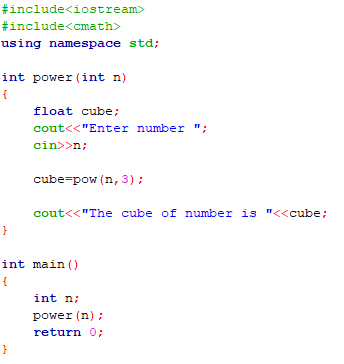 #include<iostream>
#include<cmath>
using namespace std;
int power(int n)
{
float cube;
cout<<"Enter number ";
cin>>n;
cube=pow(n,3);
cout<<"The cube of number is "<<cube;
}
int main()
{
int n;
power(n);
return 0;
}